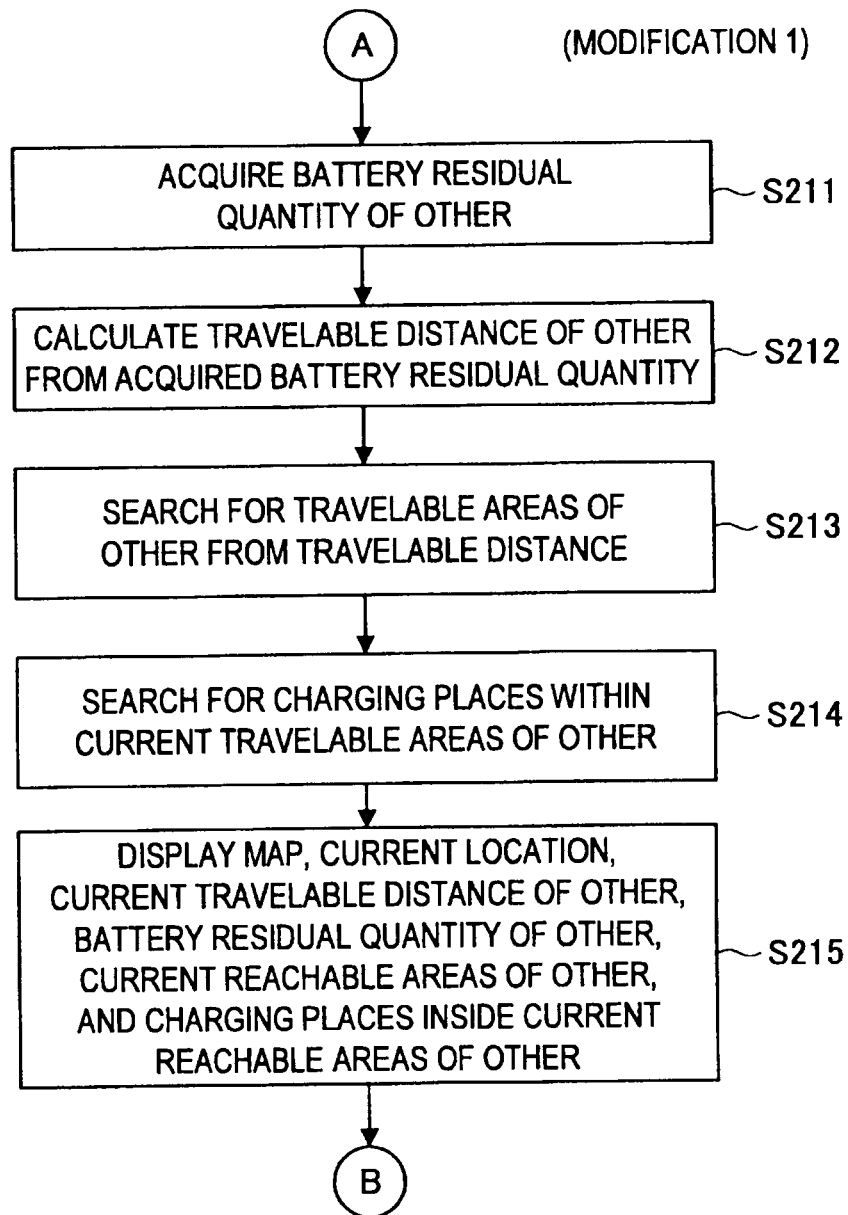 A
(MODIFICATION 1)
ACQUIRE BATTERY RESIDUAL
QUANTITY OF OTHER
S211
CALCULATE TRAVELABLE DISTANCE OF OTHER
FROM ACQUIRED BATTERY RESIDUAL QUANTITY
S212
SEARCH FOR TRAVELABLE AREAS OF
OTHER FROM TRAVELABLE DISTANCE
S213
SEARCH FOR CHARGING PLACES WITHIN
CURRENT TRAVELABLE AREAS OF OTHER
S214
DISPLAY MAP, CURRENT LOCATION,
CURRENT TRAVELABLE DISTANCE OF OTHER,
BATTERY RESIDUAL QUANTITY OF OTHER,
CURRENT REACHABLE AREAS OF OTHER,
AND CHARGING PLACES INSIDE CURRENT
REACHABLE AREAS OF OTHER
S215
B